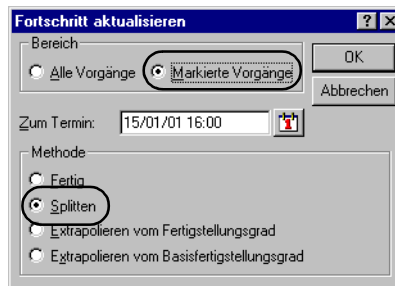 Fortschritt aktualisieren ? X
Bereich
Alle Vorgänge Markierte Vorgänge
OK
Abbrechen
Zum Termin: 15/01/01 16:00
Methode
Fertig
Splitten
Extrapolieren vom Fertigstellungsgrad
Extrapolieren vom Basisfertigstellungsgrad